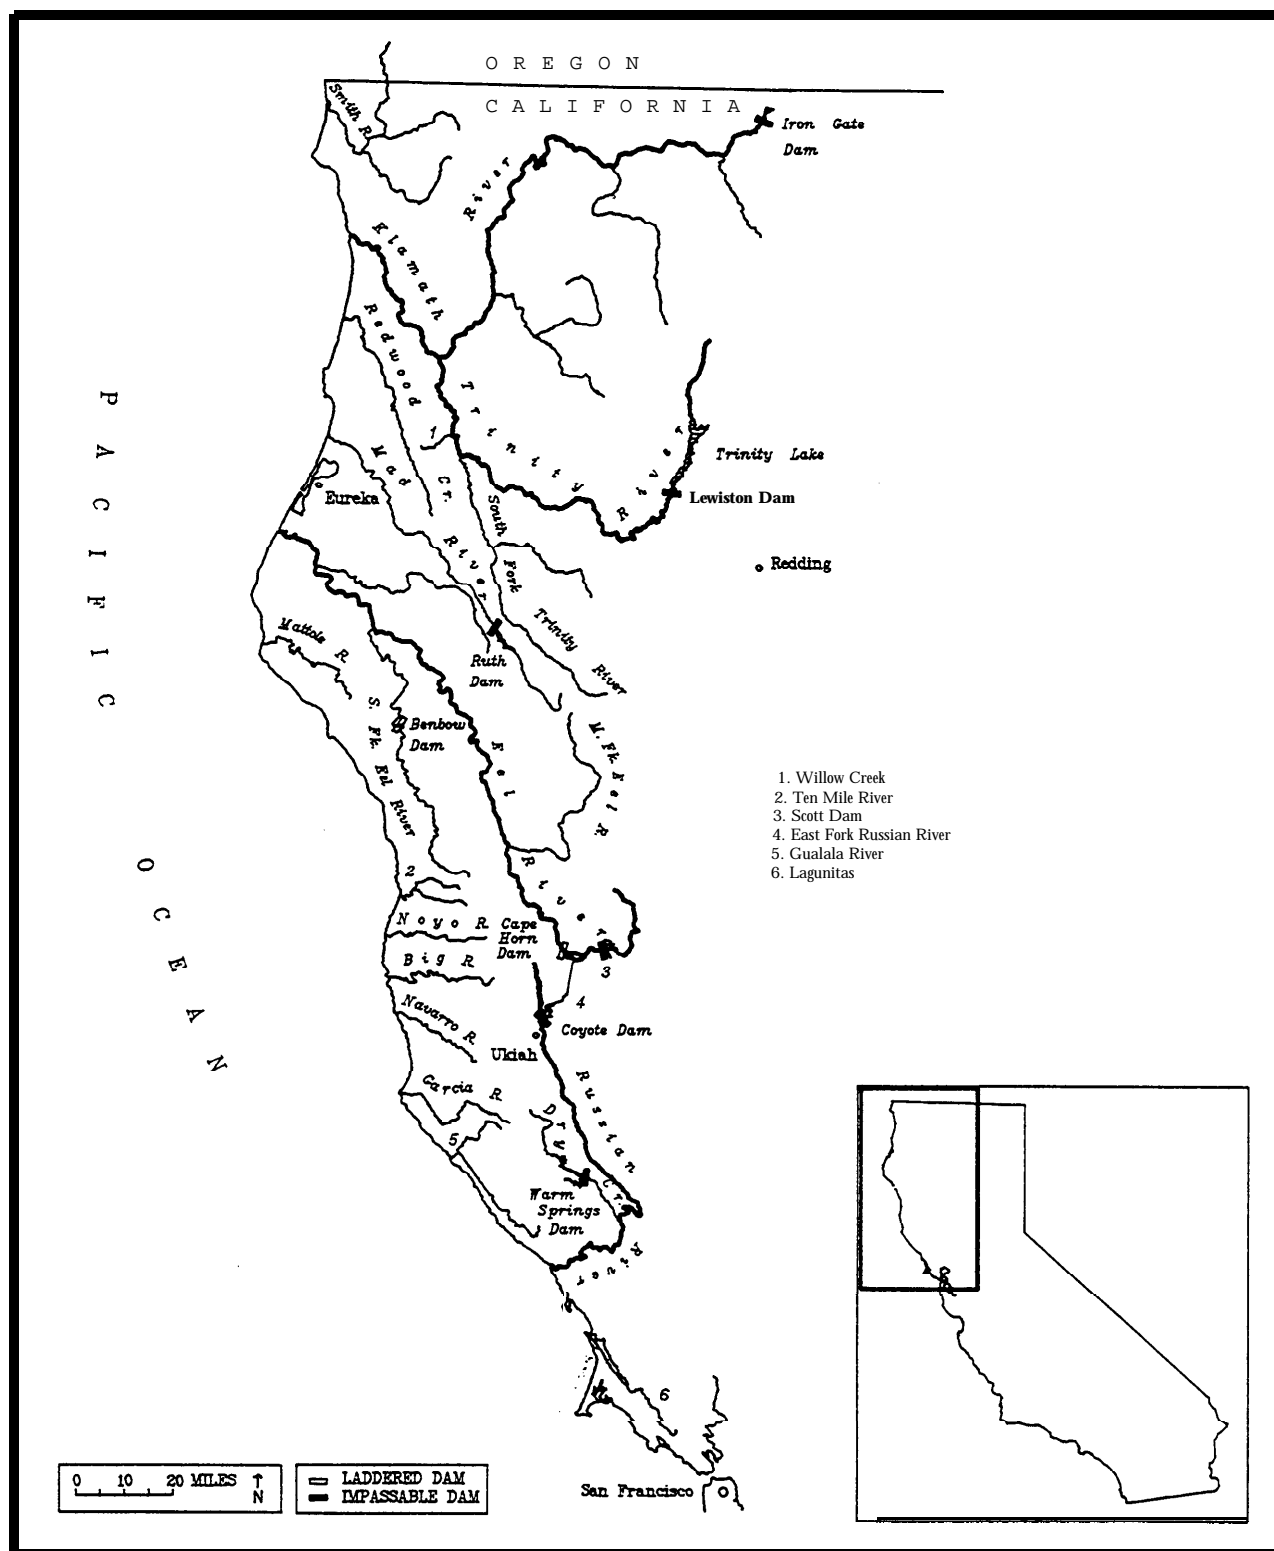 OREGON
CALIFORNIA
Smith R.
Iron Gate
Dam
Klamath River
Redwood Cr.
Trinity River
1
Trinity Lake
Lewiston Dam
Mad River
Eureka
South Fork Trinity River
Redding
PACIFIC OCEAN
Mattole R.
Ruth
Dam
S. Fk. Eel River
Benbow
Dam
Eel River
M. Fk. Eel R.
1. Willow Creek
2. Ten Mile River
3. Scott Dam
4. East Fork Russian River
5. Gualala River
6. Lagunitas
2
Noyo R.
Cape
Horn
Dam
3
Big R.
4
Navarro R.
Coyote Dam
Ukiah
Russian River
Garcia R.
Dry Cr.
5
Warm
Springs
Dam
6
San Francisco
0 10 20 MILES
N
LADDERED DAM
IMPASSABLE DAM